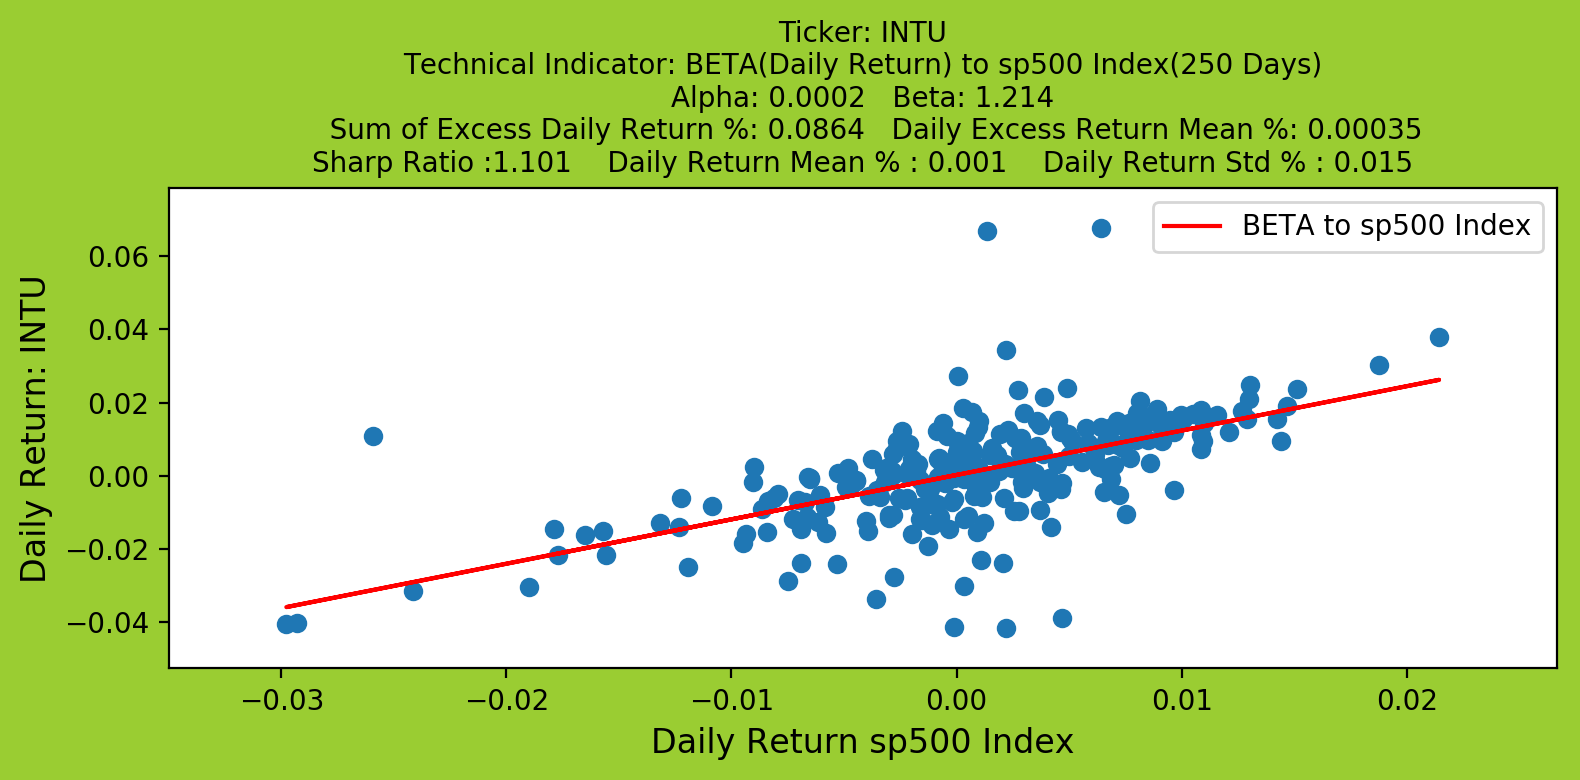 Ticker: INTU
Technical Indicator: BETA(Daily Return) to sp500 Index(250 Days)
Alpha: 0.0002 Beta: 1.214
Sum of Excess Daily Return %: 0.0864 Daily Excess Return Mean %: 0.00035
Sharp Ratio :1.101 Daily Return Mean % : 0.001 Daily Return Std % : 0.015
BETA to sp500 Index
Daily Return: INTU
0.06
0.04
0.02
0.00
−0.02
−0.04
−0.03
−0.02
−0.01
0.00
0.01
0.02
Daily Return sp500 Index